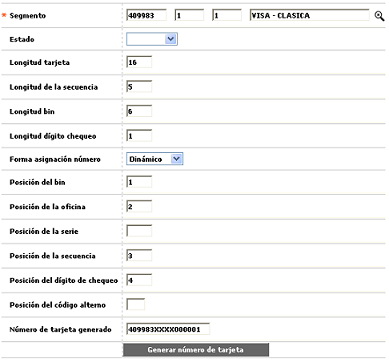 * Segmento 409983 1 1 VISA - CLASICA
Estado
Longitud tarjeta 16
Longitud de la secuencia 5
Longitud bin 6
Longitud dígito chequeo 1
Forma asignación número Dinámico
Posición del bin 1
Posición de la oficina 2
Posición de la serie
Posición de la secuencia 3
Posición del dígito de chequeo 4
Posición del código alterno
Número de tarjeta generado 409983XXXX000001
Generar número de tarjeta